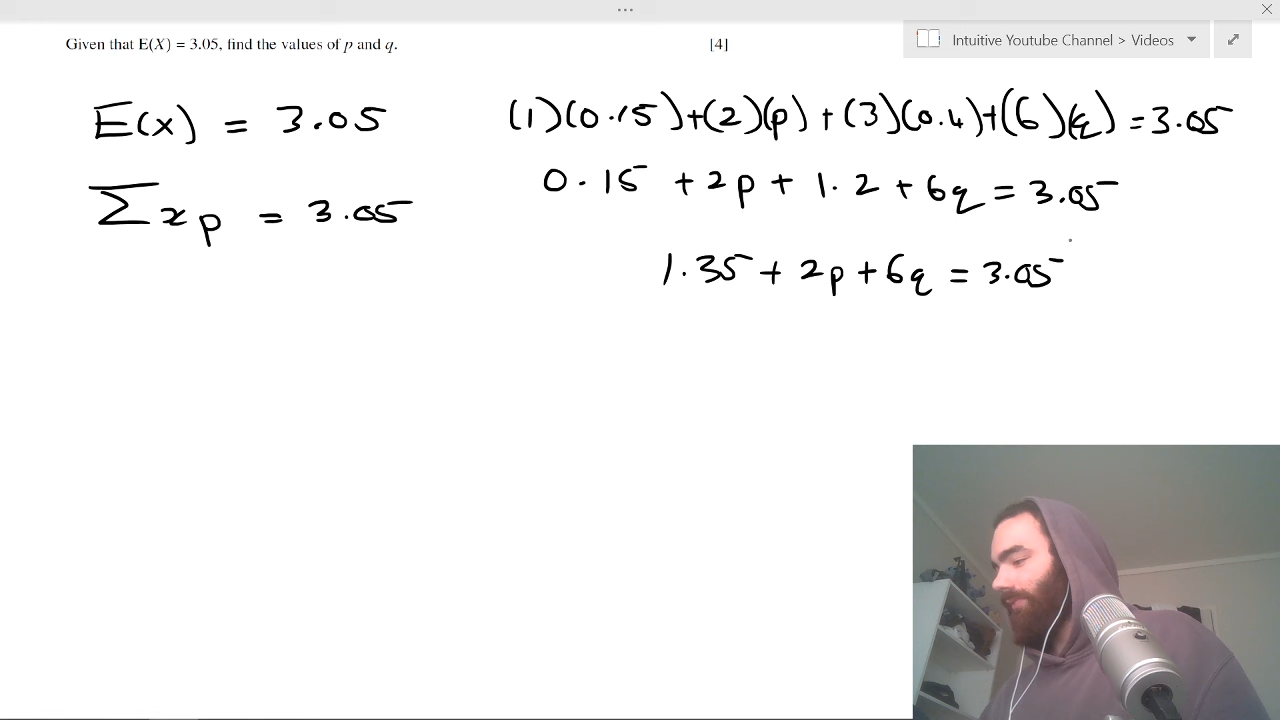 Given that E(X) = 3.05, find the values of p and q. [4]
Intuitive Youtube Channel > Videos
E(x) = 3.05
∑xp = 3.05
(1)(0.15)+(2)(p)+(3)(0.4)+(6)(q)=3.05
0.15 + 2p + 1.2 + 6q = 3.05
1.35 + 2p + 6q = 3.05